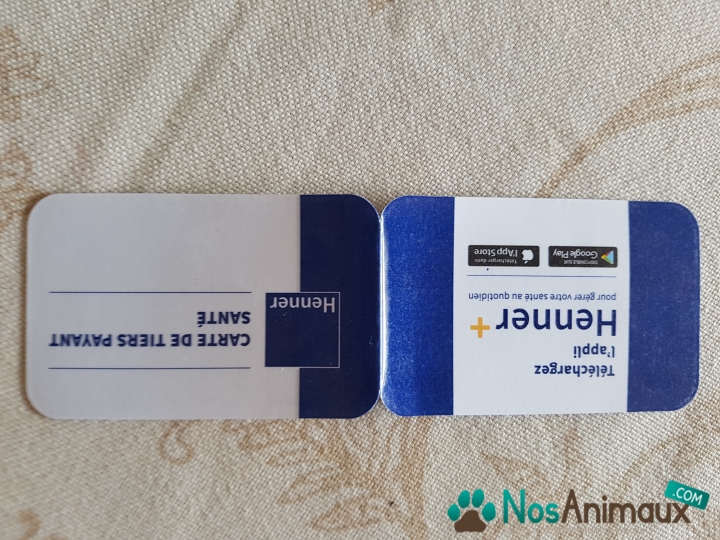 Henner
CARTE DE TIERS PAYANT
SANTÉ
Téléchargez
l'appli
Henner+
pour gérer votre santé au quotidien
Télécharger dans
l'App Store
DISPONIBLE SUR
Google Play
NosAnimaux
.COM